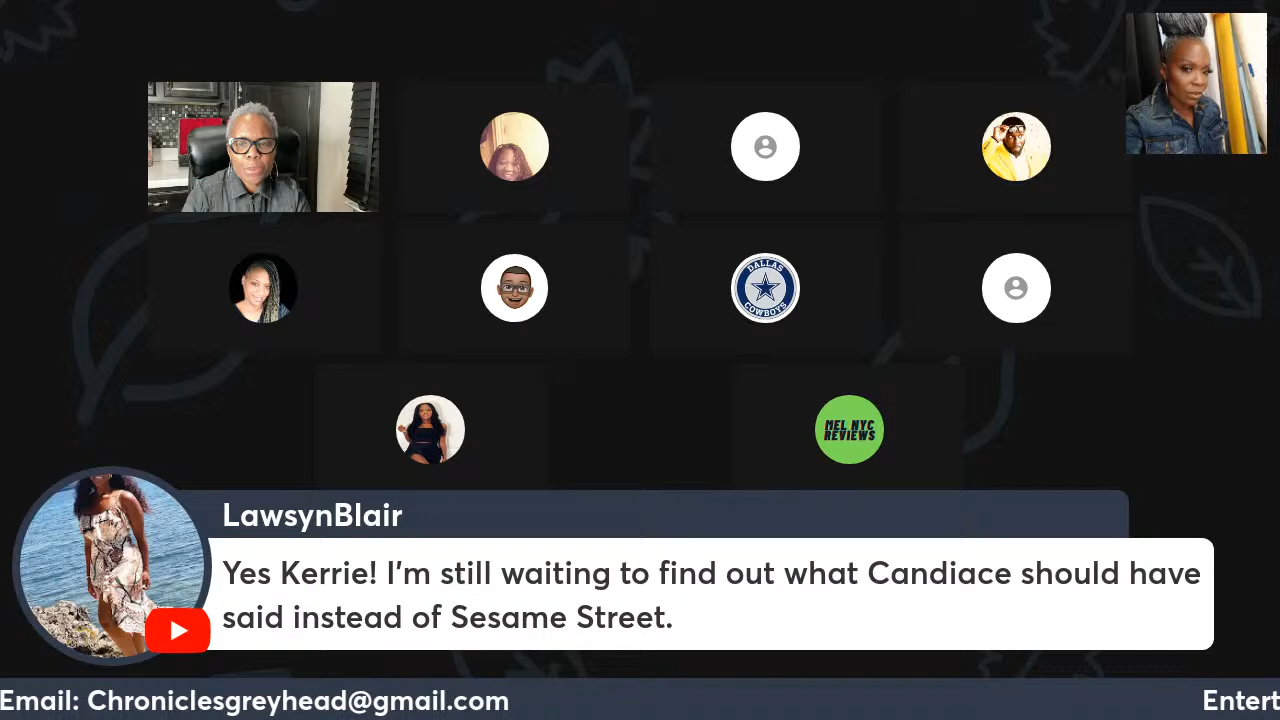 DALLAS
COWBOYS
MEL NYC
REVIEWS
LawsynBlair
Yes Kerrie! I'm still waiting to find out what Candiace should have
said instead of Sesame Street.
Email: Chroniclesgreyhead@gmail.com
Entert